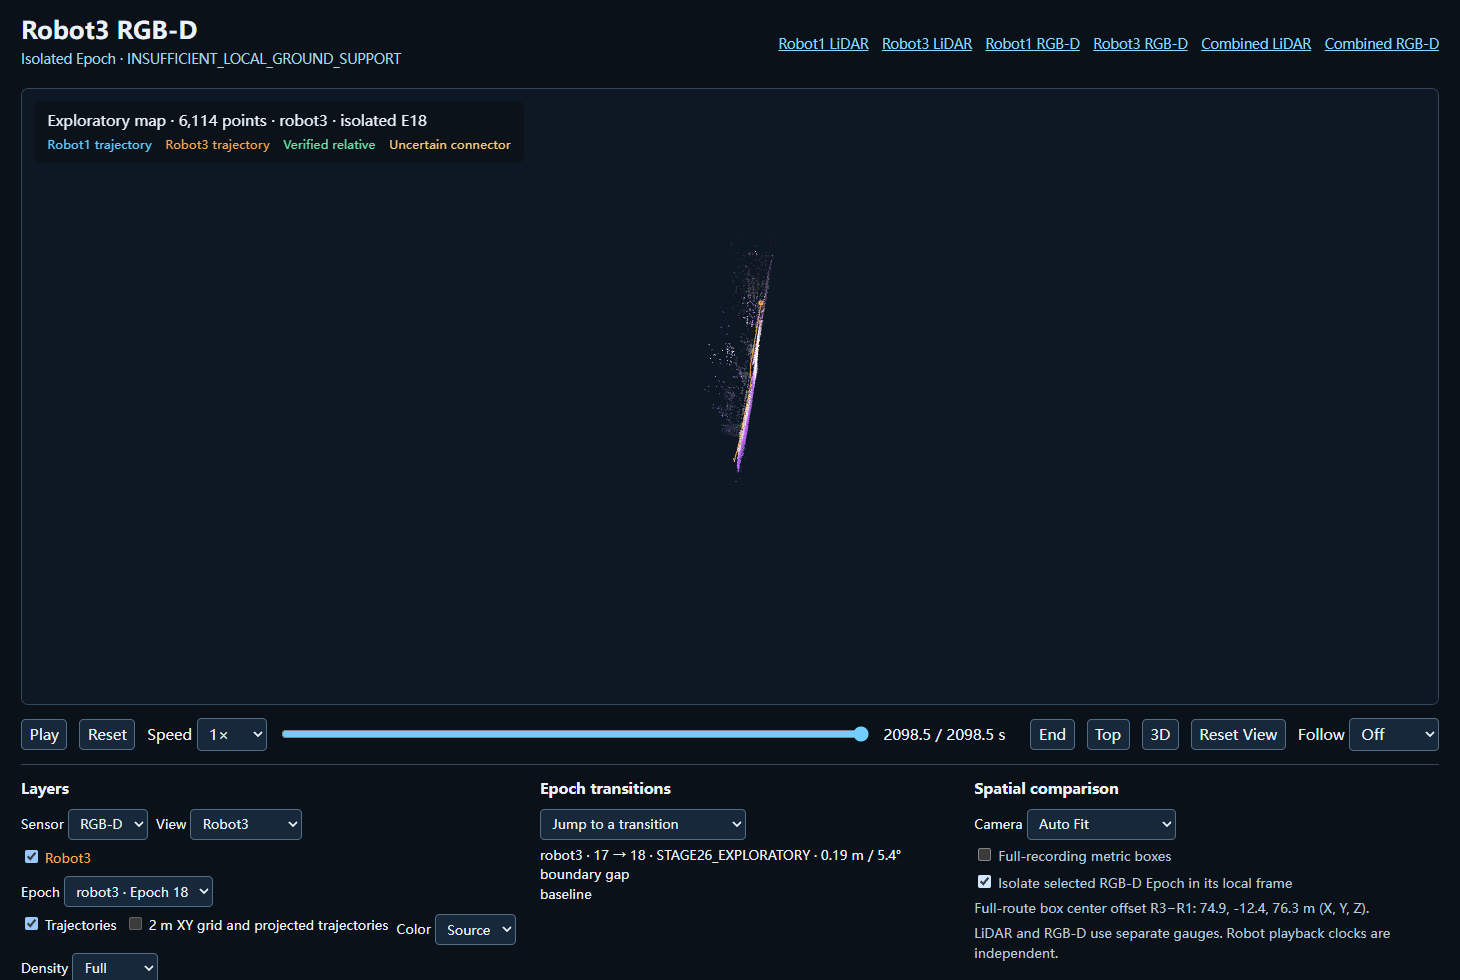 Robot3 RGB-D
Isolated Epoch · INSUFFICIENT_LOCAL_GROUND_SUPPORT
Robot1 LiDAR Robot3 LiDAR Robot1 RGB-D Robot3 RGB-D Combined LiDAR Combined RGB-D
Exploratory map · 6,114 points · robot3 · isolated E18
Robot1 trajectory Robot3 trajectory Verified relative Uncertain connector
Play Reset Speed 1× 2098.5 / 2098.5 s End Top 3D Reset View Follow Off
Layers
Sensor RGB-D View Robot3
Robot3
Epoch robot3 · Epoch 18
Trajectories 2 m XY grid and projected trajectories Color Source
Density Full
Epoch transitions
Jump to a transition
robot3 · 17 → 18 · STAGE26_EXPLORATORY · 0.19 m / 5.4°
boundary gap
baseline
Spatial comparison
Camera Auto Fit
Full-recording metric boxes
Isolate selected RGB-D Epoch in its local frame
Full-route box center offset R3−R1: 74.9, -12.4, 76.3 m (X, Y, Z).
LiDAR and RGB-D use separate gauges. Robot playback clocks are
independent.